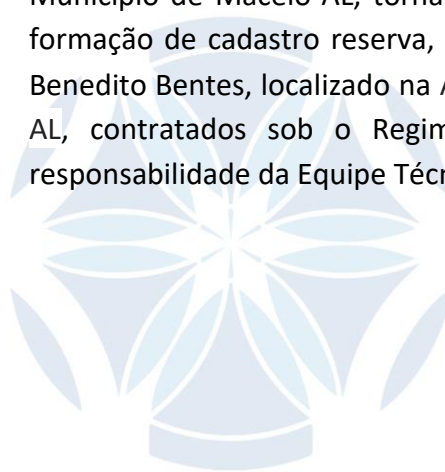 Município de Maceió-AL, torna
formação de cadastro reserva,
Benedito Bentes, localizado na A
AL, contratados sob o Regim
responsabilidade da Equipe Técn